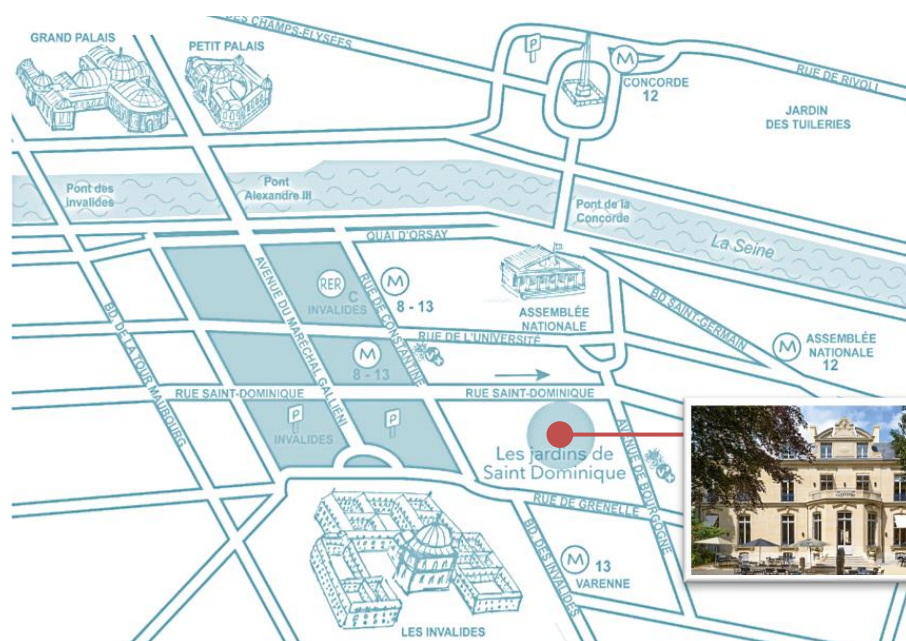 DES CHAMPS-ÉLYSÉES
GRAND PALAIS
PETIT PALAIS
P
M
CONCORDE
12
RUE DE RIVOLI
JARDIN
DES TUILERIES
Pont des
invalides
Pont
Alexandre III
Pont de la
Concorde
La Seine
QUAI D'ORSAY
AVENUE DU MARÉCHAL GALLIENI
RER
C
INVALIDES
M
8 - 13
RUE DE CONSTANTINE
ASSEMBLÉE
NATIONALE
BD SAINT-GERMAIN
M
ASSEMBLÉE
NATIONALE
12
RUE DE L'UNIVERSITÉ
M
8 - 13
BD. DE LA TOUR MAUBOURG
RUE SAINT-DOMINIQUE
RUE SAINT-DOMINIQUE
P
INVALIDES
P
Les jardins de
Saint Dominique
AVENUE DE BOURGOGNE
RUE DE GRENELLE
BD. DES INVALIDES
M
13
VARENNE
LES INVALIDES